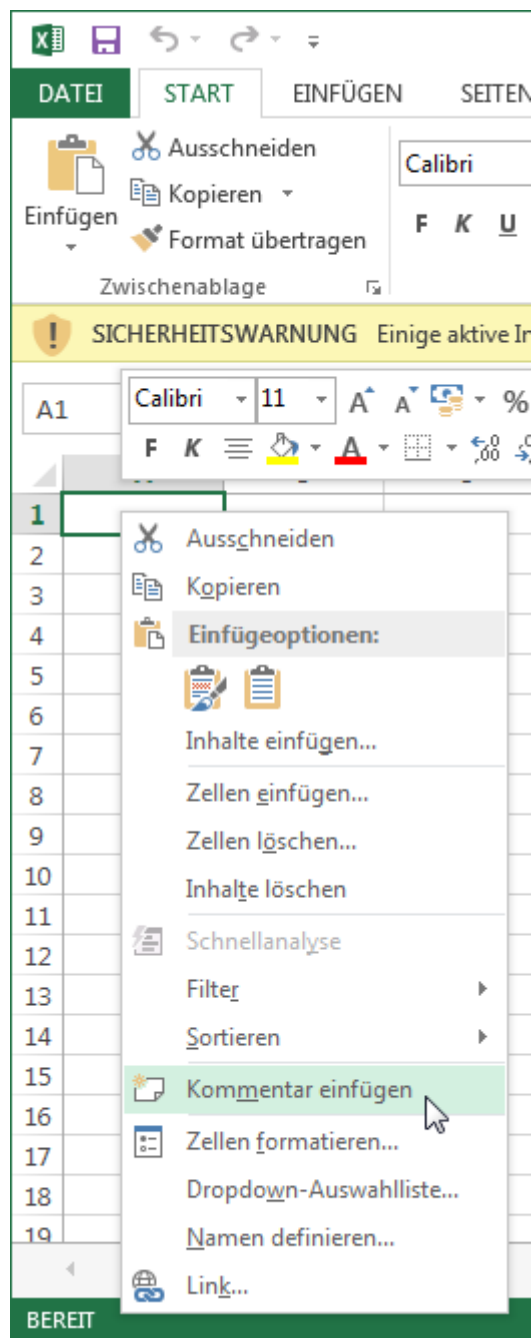 DATEI START EINFÜGEN SEITEN
Ausschneiden
Calibri
Kopieren
Einfügen
F K U
Format übertragen
Zwischenablage
SICHERHEITSWARNUNG Einige aktive In
A1
Calibri 11 A A %
F K A
1
2
3
4
5
6
7
8
9
10
11
12
13
14
15
16
17
18
19
Ausschneiden
Kopieren
Einfügeoptionen:
Inhalte einfügen...
Zellen einfügen...
Zellen löschen...
Inhalte löschen
Schnellanalyse
Filter
Sortieren
Kommentar einfügen
Zellen formatieren...
Dropdown-Auswahlliste...
Namen definieren...
Link...
BEREIT